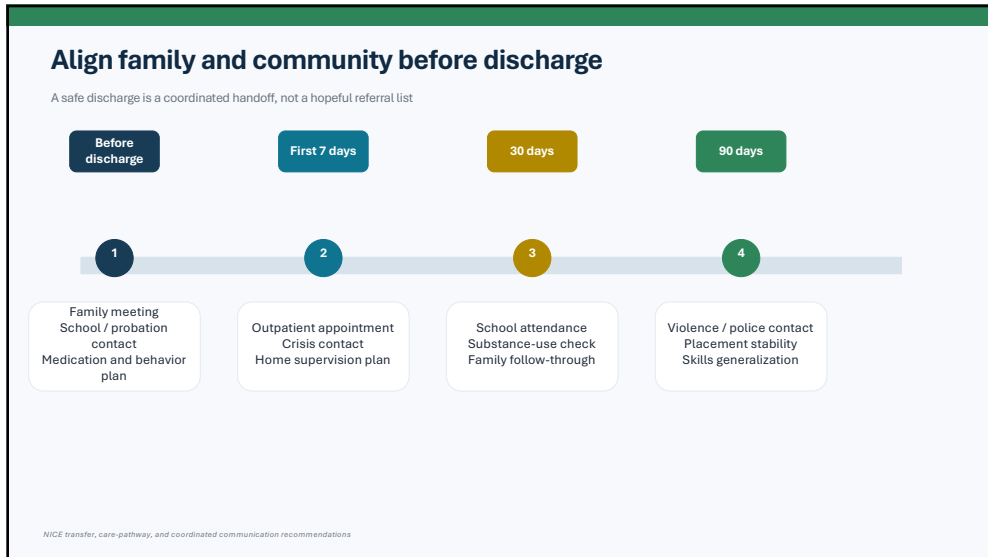 Align family and community before discharge
A safe discharge is a coordinated handoff, not a hopeful referral list
Before
discharge
First 7 days
30 days
90 days
1
2
3
4
Family meeting
School / probation
contact
Medication and behavior
plan
Outpatient appointment
Crisis contact
Home supervision plan
School attendance
Substance-use check
Family follow-through
Violence / police contact
Placement stability
Skills generalization
NICE transfer, care-pathway, and coordinated communication recommendations